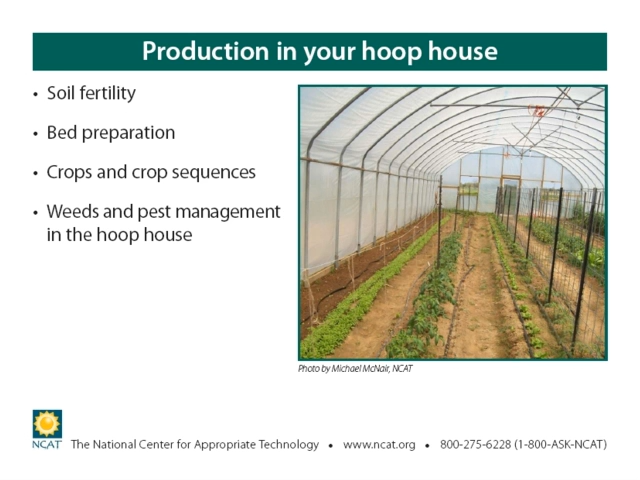 Production in your hoop house
• Soil fertility
• Bed preparation
• Crops and crop sequences
• Weeds and pest management
in the hoop house
Photo by Michael McNair, NCAT
NCAT
The National Center for Appropriate Technology • www.ncat.org • 800-275-6228 (1-800-ASK-NCAT)